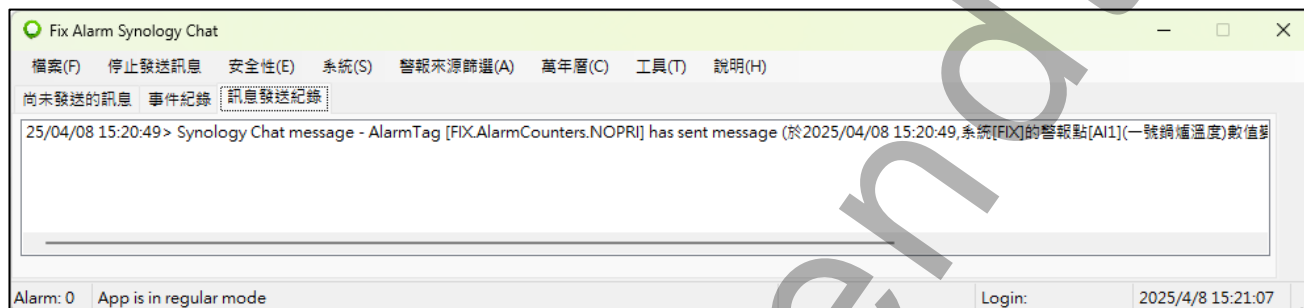 Fix Alarm Synology Chat
檔案(F) 停止發送訊息 安全性(E) 系統(S) 警報來源篩選(A) 萬年曆(C) 工具(T) 說明(H)
尚未發送的訊息 事件紀錄 訊息發送紀錄
25/04/08 15:20:49> Synology Chat message - AlarmTag [FIX.AlarmCounters.NOPRI] has sent message (於2025/04/08 15:20:49,系統[FIX]的警報點[AI1](一號鍋爐溫度)數值
Alarm: 0 App is in regular mode Login: 2025/4/8 15:21:07